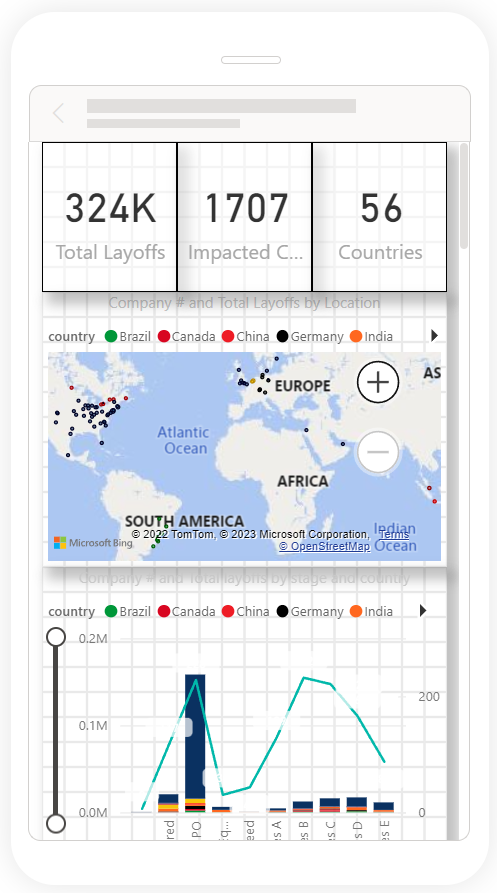 324K 1707 56
Total Layoffs Impacted C... Countries
Company # and Total Layoffs by Location
country Brazil Canada China Germany India
EUROPE
AS
Atlantic
Ocean
AFRICA
SOUTH AMERICA
Indian
Ocean
Microsoft Bing
© 2022 TomTom, © 2023 Microsoft Corporation, Terms
© OpenStreetMap
Company # and Total layoffs by stage and country
country Brazil Canada China Germany India
0.2M
200
0.1M
0.0M
0
red
PO
q...
eed
es A
es B
es C
es D
es E